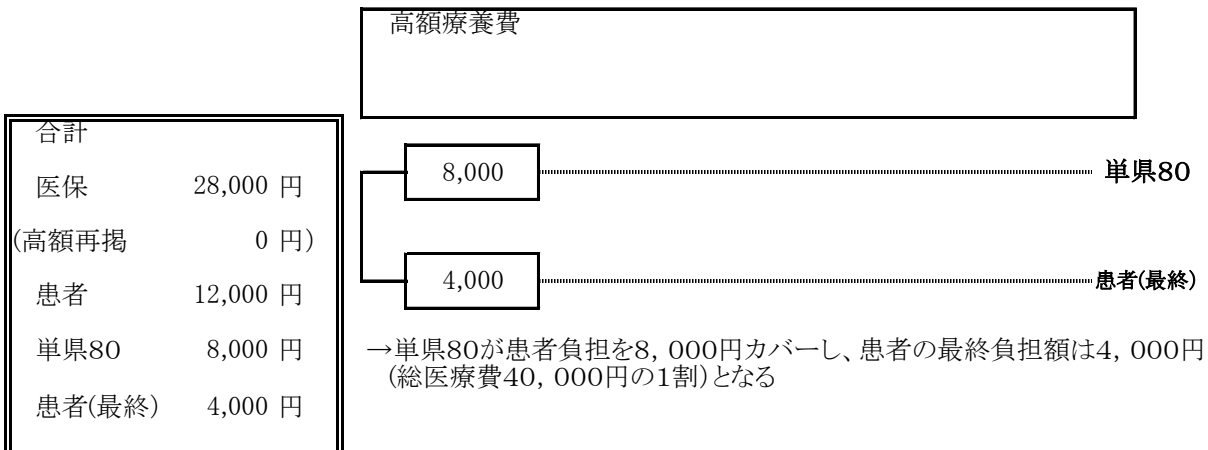 高額療養費
合計
医保 28,000 円
(高額再掲 0 円)
患者 12,000 円
単県80 8,000 円
患者(最終) 4,000 円
8,000 単県80
4,000 患者(最終)
→単県80が患者負担を8，000円カバーし、患者の最終負担額は4，000円
(総医療費40，000円の1割)となる